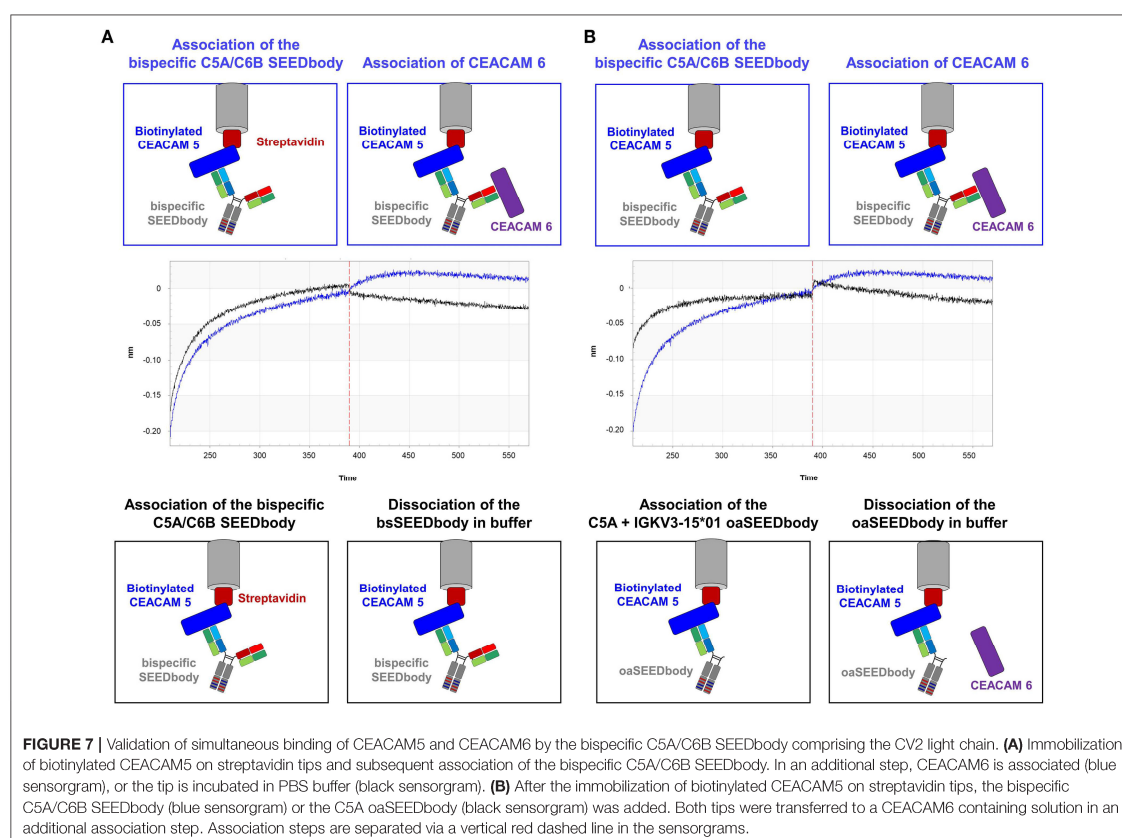 A
Association of the
bispecific C5A/C6B SEEDbody
Association of CEACAM 6
Biotinylated
CEACAM 5
Streptavidin
bispecific
SEEDbody
Biotinylated
CEACAM 5
bispecific
SEEDbody
CEACAM 6
0
-0.05
-0.10
-0.15
-0.20
nm
250
300
350
400
450
500
550
Time
Association of the bispecific
C5A/C6B SEEDbody
Dissociation of the
bsSEEDbody in buffer
Biotinylated
CEACAM 5
Streptavidin
bispecific
SEEDbody
Biotinylated
CEACAM 5
bispecific
SEEDbody
B
Association of the
bispecific C5A/C6B SEEDbody
Association of CEACAM 6
Biotinylated
CEACAM 5
bispecific
SEEDbody
Biotinylated
CEACAM 5
bispecific
SEEDbody
CEACAM 6
0
-0.05
-0.10
-0.15
-0.20
nm
250
300
350
400
450
500
550
Time
Association of the
C5A + IGKV3-15*01 oaSEEDbody
Dissociation of the
oaSEEDbody in buffer
Biotinylated
CEACAM 5
oaSEEDbody
Biotinylated
CEACAM 5
oaSEEDbody
CEACAM 6
FIGURE 7 | Validation of simultaneous binding of CEACAM5 and CEACAM6 by the bispecific C5A/C6B SEEDbody comprising the CV2 light chain. (A) Immobilization
of biotinylated CEACAM5 on streptavidin tips and subsequent association of the bispecific C5A/C6B SEEDbody. In an additional step, CEACAM6 is associated (blue
sensorgram), or the tip is incubated in PBS buffer (black sensorgram). (B) After the immobilization of biotinylated CEACAM5 on streptavidin tips, the bispecific
C5A/C6B SEEDbody (blue sensorgram) or the C5A oaSEEDbody (black sensorgram) was added. Both tips were transferred to a CEACAM6 containing solution in an
additional association step. Association steps are separated via a vertical red dashed line in the sensorgrams.